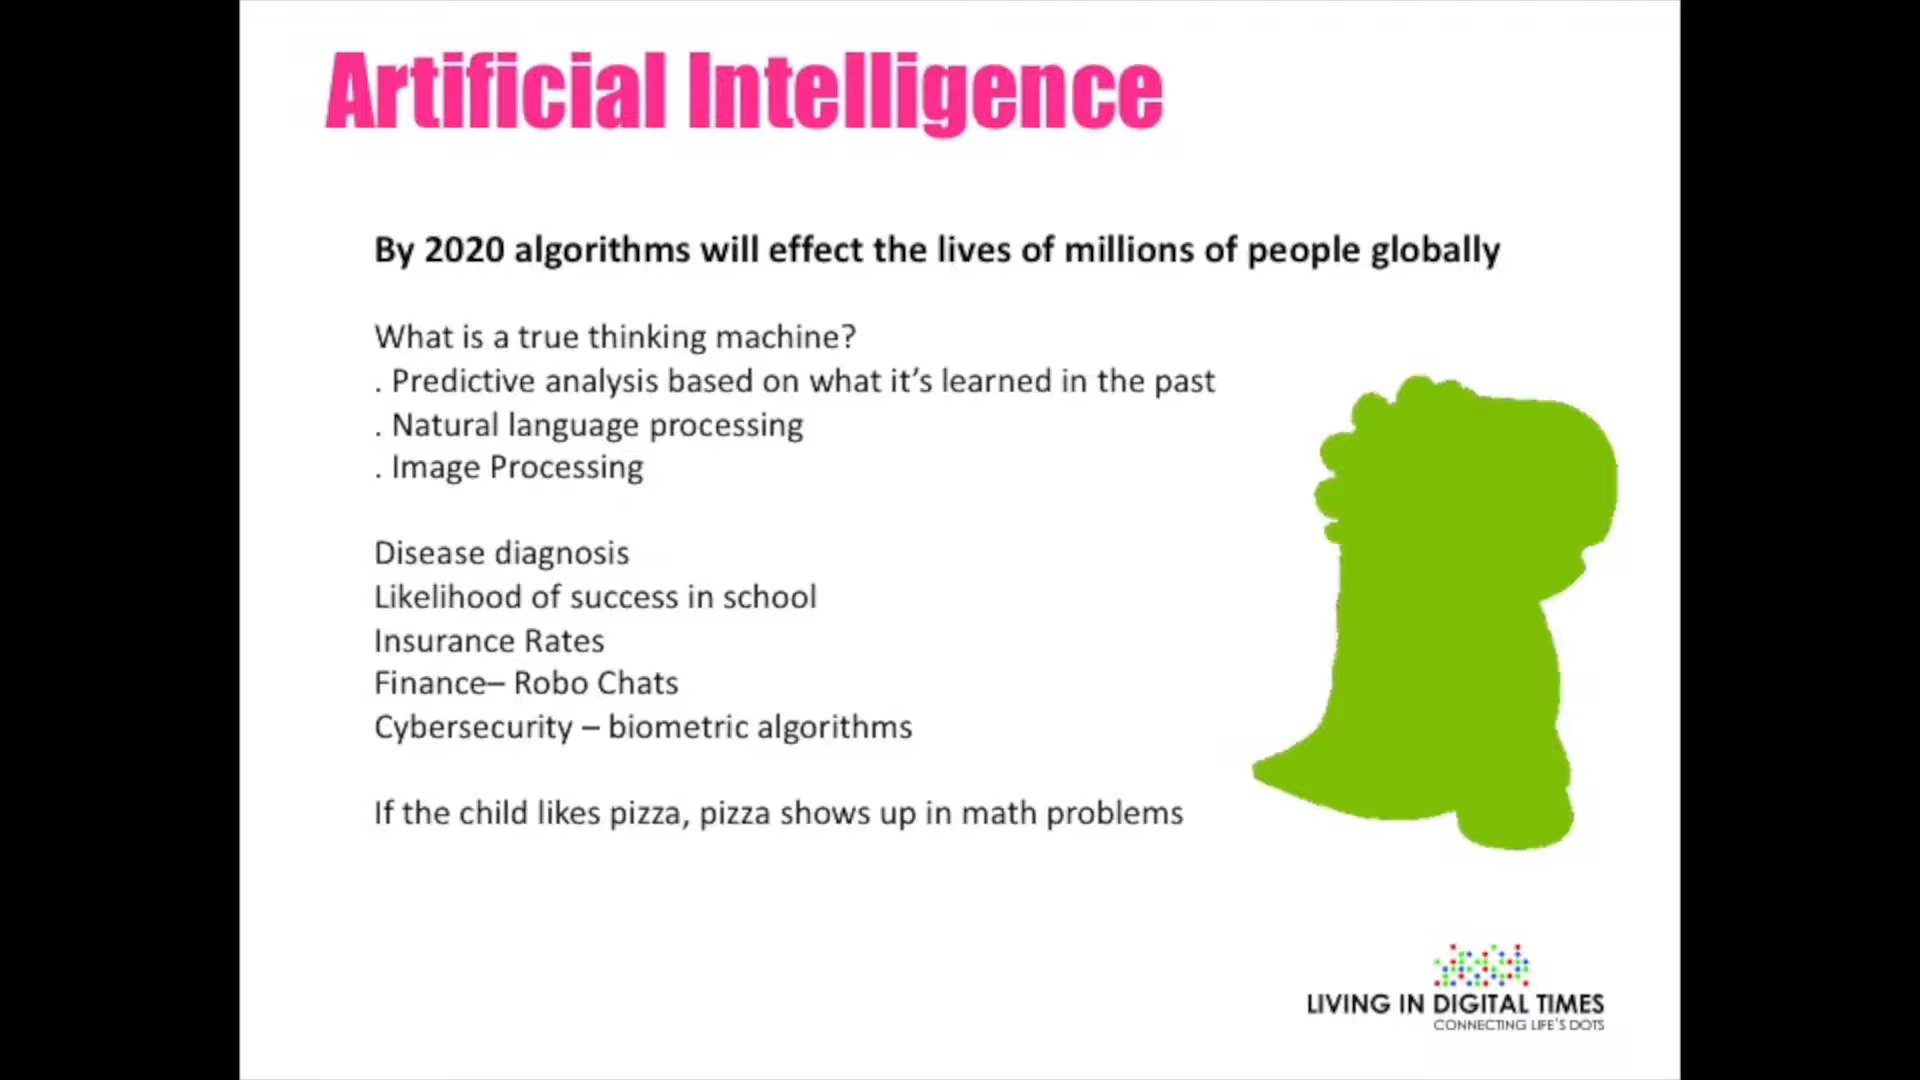 Artificial Intelligence
By 2020 algorithms will effect the lives of millions of people globally
What is a true thinking machine?
. Predictive analysis based on what it’s learned in the past
. Natural language processing
. Image Processing
Disease diagnosis
Likelihood of success in school
Insurance Rates
Finance– Robo Chats
Cybersecurity – biometric algorithms
If the child likes pizza, pizza shows up in math problems
LIVING IN DIGITAL TIMES
CONNECTING LIFE'S DOTS